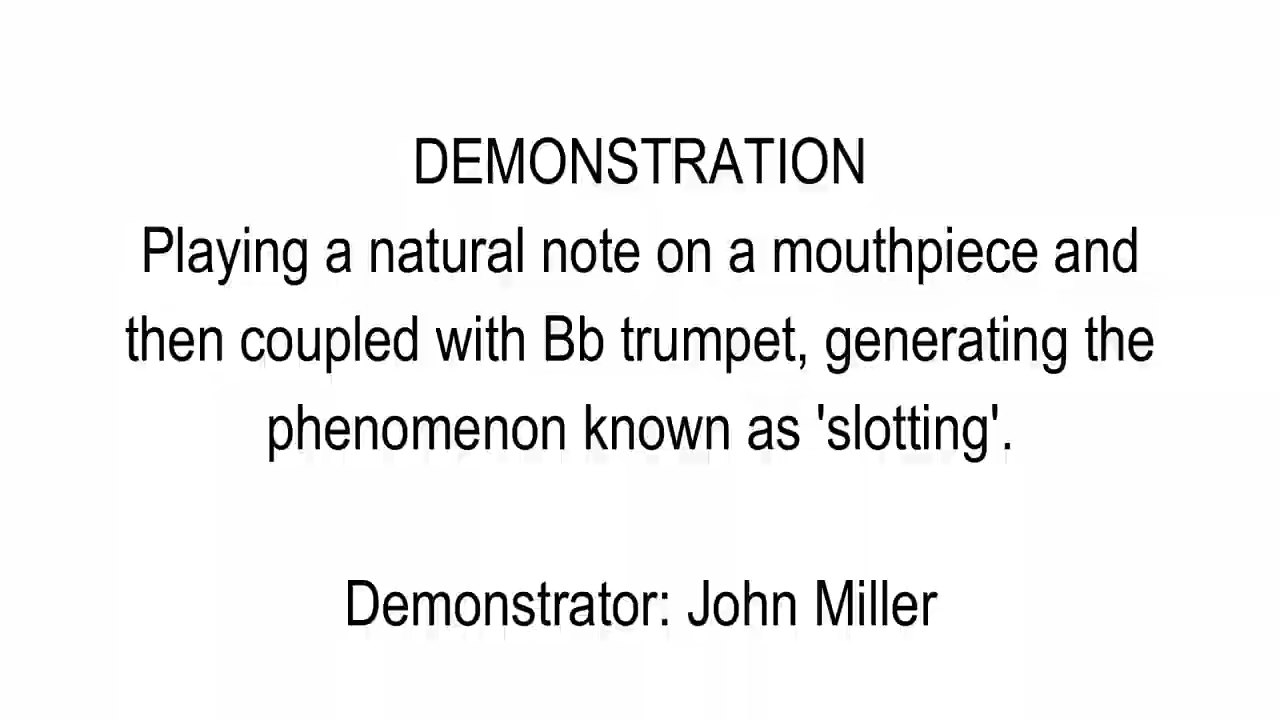 DEMONSTRATION
Playing a natural note on a mouthpiece and
then coupled with Bb trumpet, generating the
phenomenon known as 'slotting'.
Demonstrator: John Miller